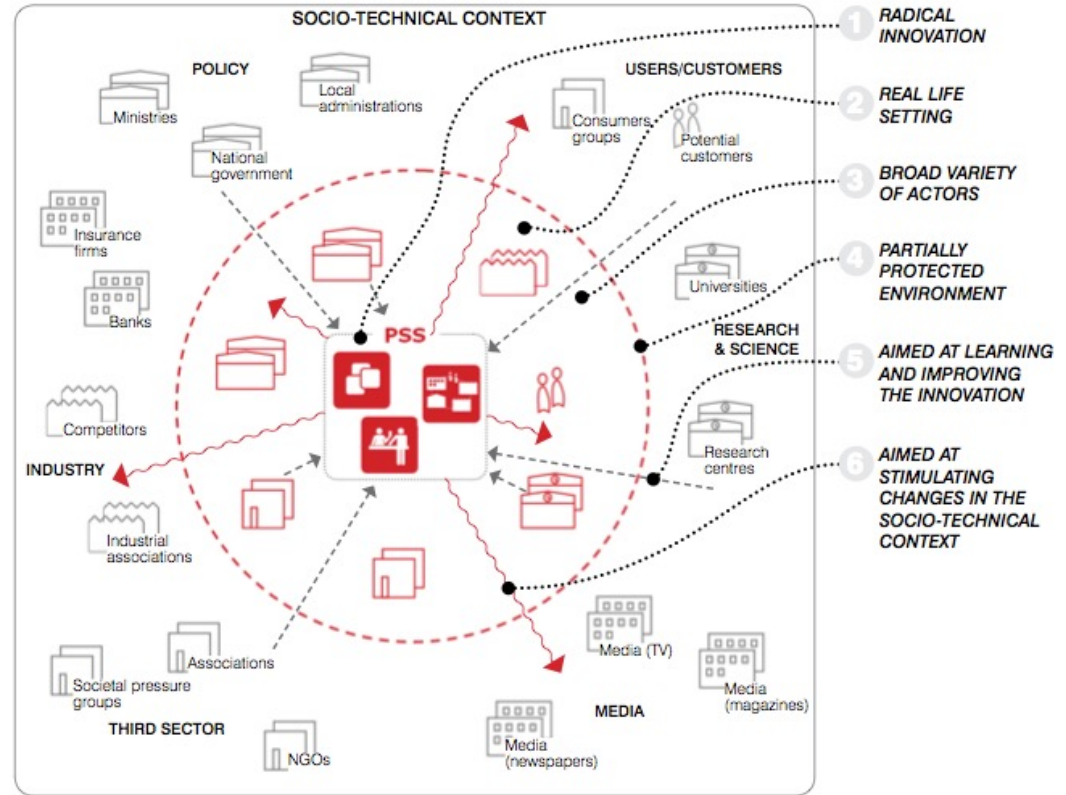 SOCIO-TECHNICAL CONTEXT
POLICY
Ministries
Local
administrations
National
government
USERS/CUSTOMERS
Consumers
groups
Potential
customers
Insurance
firms
Banks
Universities
RESEARCH
& SCIENCE
Research
centres
PSS
Competitors
INDUSTRY
Industrial
associations
Associations
Societal pressure
groups
THIRD SECTOR
NGOs
Media (TV)
Media
(magazines)
MEDIA
Media
(newspapers)
1
RADICAL
INNOVATION
2
REAL LIFE
SETTING
3
BROAD VARIETY
OF ACTORS
4
PARTIALLY
PROTECTED
ENVIRONMENT
5
AIMED AT LEARNING
AND IMPROVING
THE INNOVATION
6
AIMED AT
STIMULATING
CHANGES IN THE
SOCIO-TECHNICAL
CONTEXT